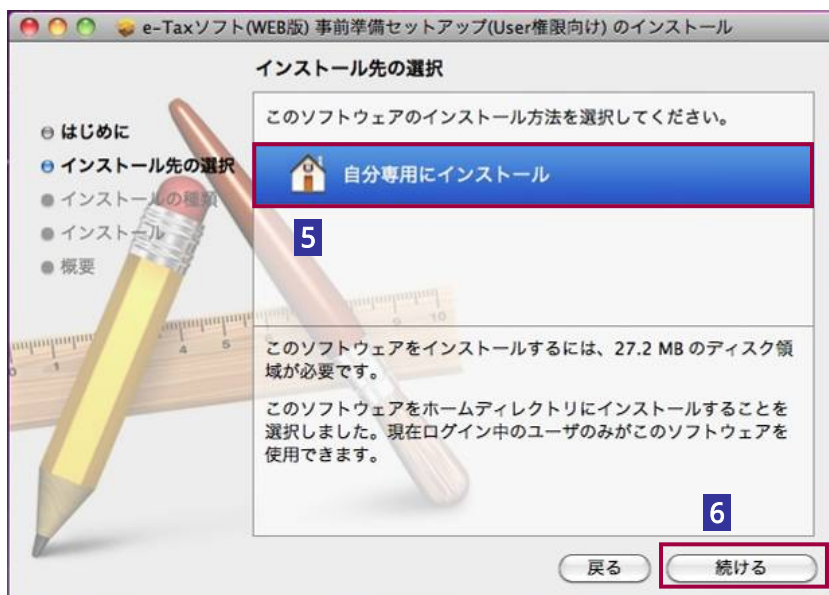 e-Taxソフト(WEB版) 事前準備セットアップ(User権限向け) のインストール
インストール先の選択
はじめに
インストール先の選択
インストールの種類
インストール
概要
このソフトウェアのインストール方法を選択してください。
自分専用にインストール
5
このソフトウェアをインストールするには、27.2 MB のディスク領
域が必要です。
このソフトウェアをホームディレクトリにインストールすることを
選択しました。現在ログイン中のユーザのみがこのソフトウェアを
使用できます。
6
戻る
続ける
0 1 4 5 6 9 10